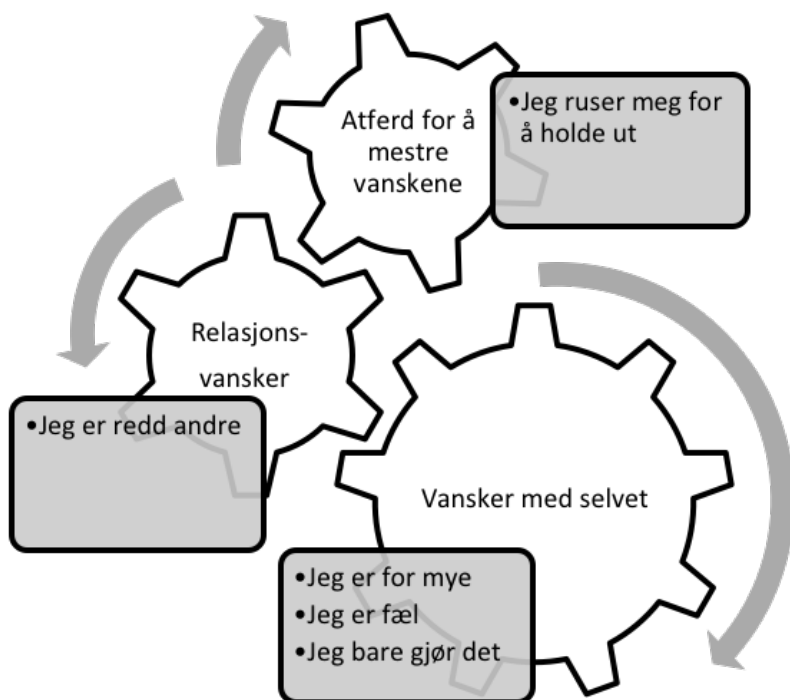 Atferd for å
mestre
vanskene
•Jeg ruser meg for
å holde ut
Relasjons-
vansker
•Jeg er redd andre
Vansker med selvet
•Jeg er for mye
•Jeg er fæl
•Jeg bare gjør det